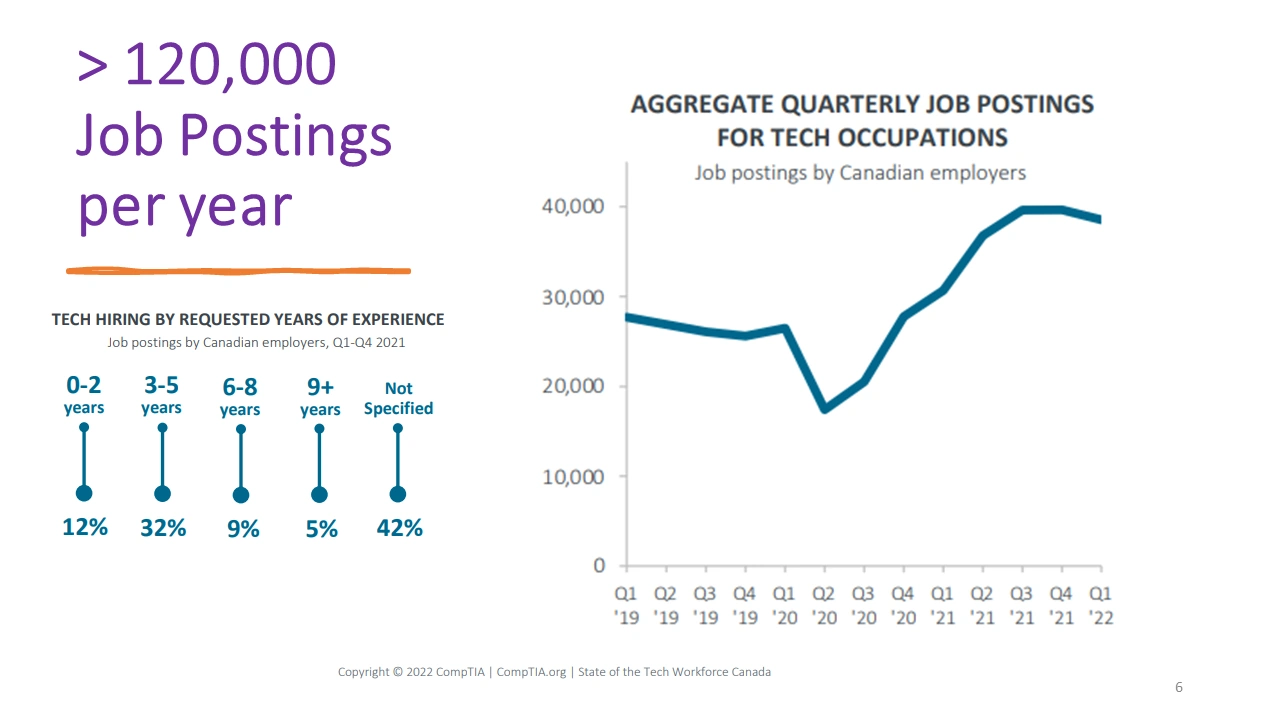 > 120,000
Job Postings
per year
TECH HIRING BY REQUESTED YEARS OF EXPERIENCE
Job postings by Canadian employers, Q1-Q4 2021
0-2 3-5 6-8 9+ Not
years years years years Specified
12% 32% 9% 5% 42%
AGGREGATE QUARTERLY JOB POSTINGS
FOR TECH OCCUPATIONS
Job postings by Canadian employers
40,000
30,000
20,000
10,000
0
Q1 Q2 Q3 Q4 Q1 Q2 Q3 Q4 Q1 Q2 Q3 Q4 Q1
'19 '19 '19 '19 '20 '20 '20 '20 '21 '21 '21 '21 '22
Copyright © 2022 CompTIA | CompTIA.org | State of the Tech Workforce Canada
6